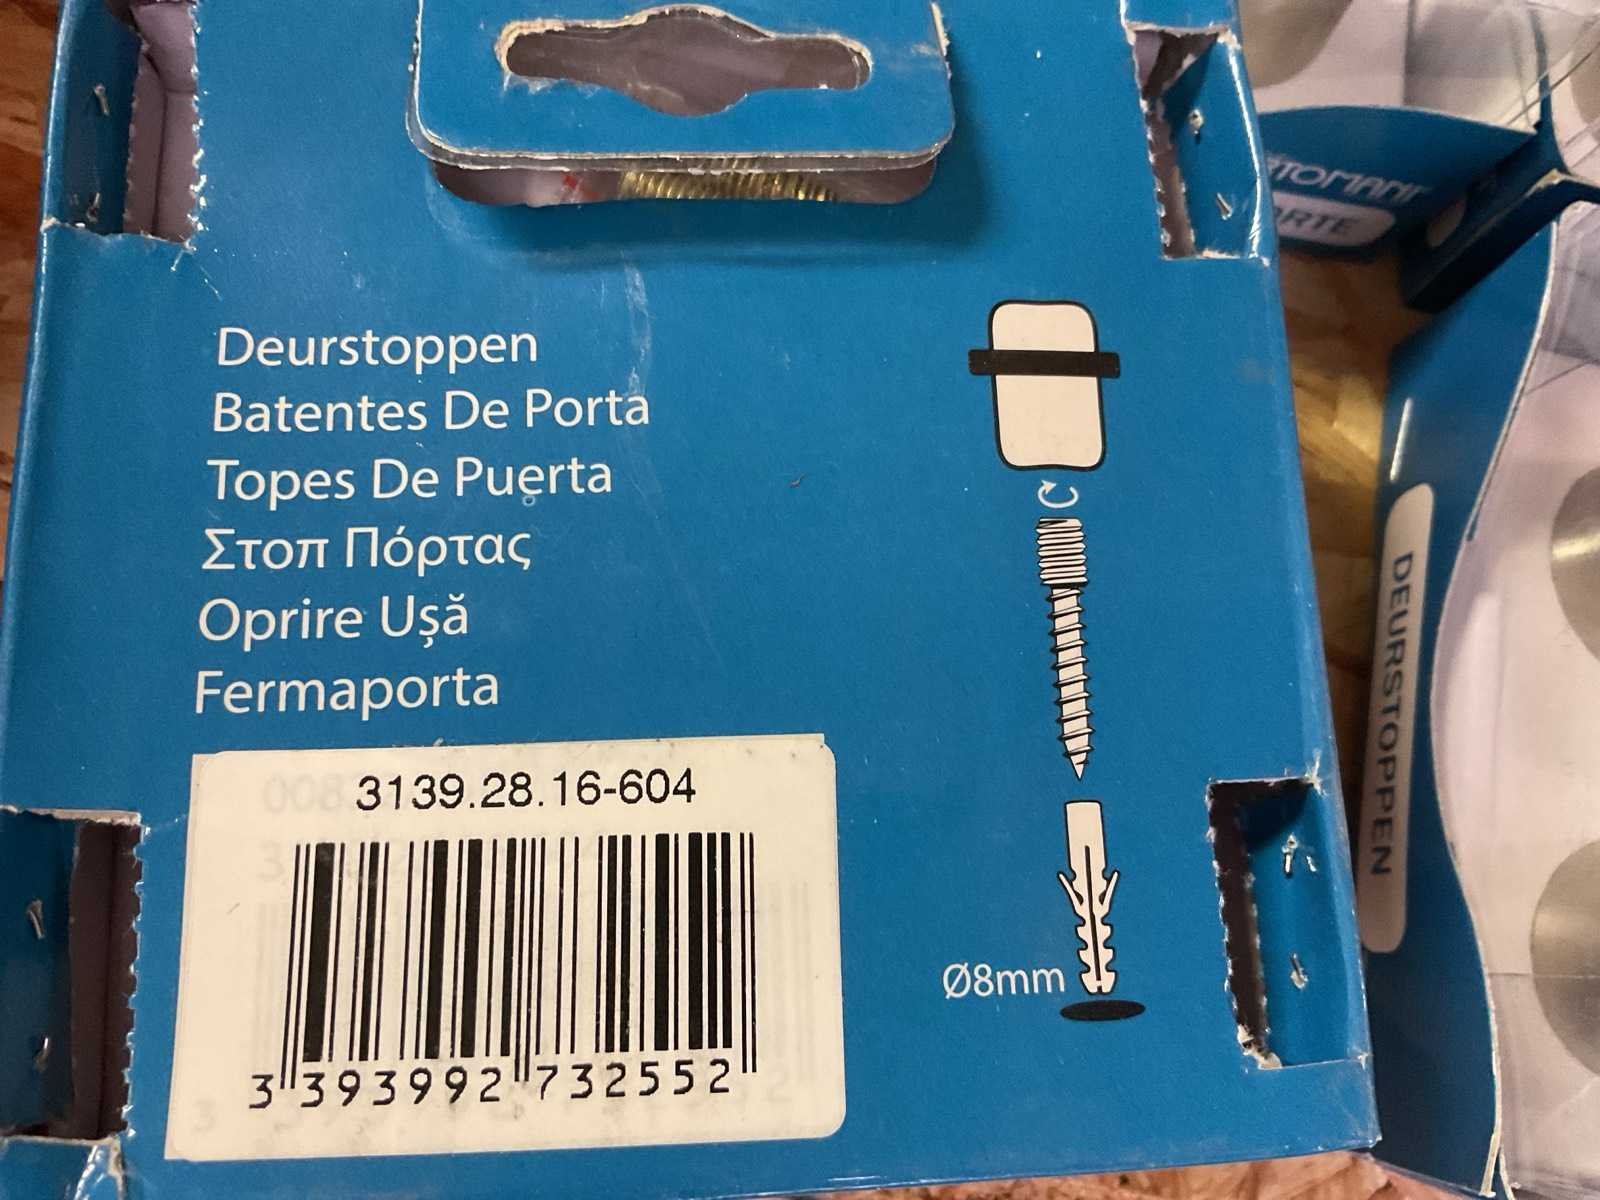 Deurstoppen
Batentes De Porta
Topes De Puerta
Στοπ Πόρτας
Oprire Ușă
Fermaporta
3139.28.16-604
3 393992 732552
Ø8mm
DEURSTOPPEN